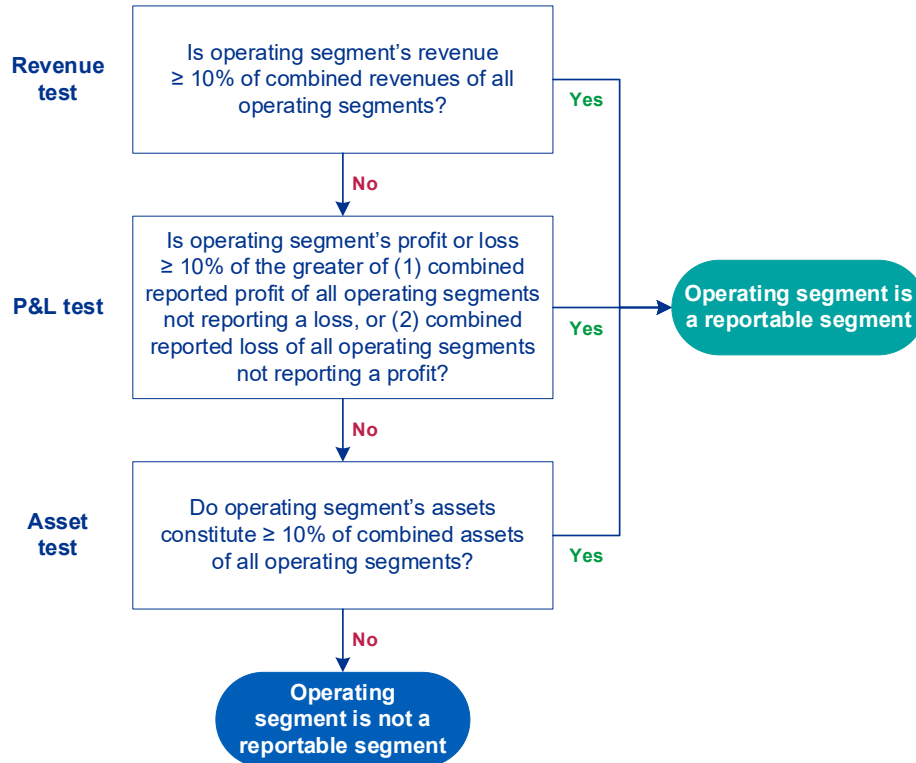 Revenue
test
Is operating segment’s revenue
≥ 10% of combined revenues of all
operating segments?
Yes
No
P&L test
Is operating segment’s profit or loss
≥ 10% of the greater of (1) combined
reported profit of all operating segments
not reporting a loss, or (2) combined
reported loss of all operating segments
not reporting a profit?
Yes
Operating segment is
a reportable segment
No
Asset
test
Do operating segment’s assets
constitute ≥ 10% of combined assets
of all operating segments?
Yes
No
Operating
segment is not a
reportable segment